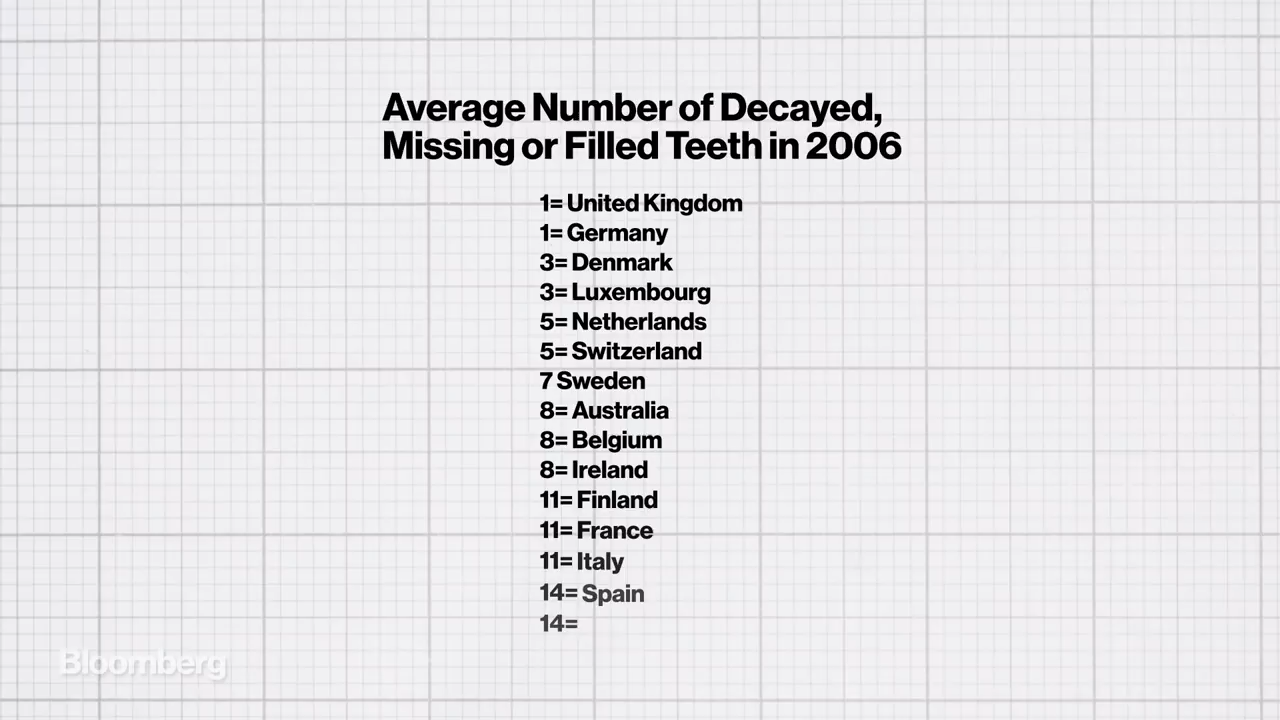 Average Number of Decayed,
Missing or Filled Teeth in 2006
1= United Kingdom
1= Germany
3= Denmark
3= Luxembourg
5= Netherlands
5= Switzerland
7 Sweden
8= Australia
8= Belgium
8= Ireland
11= Finland
11= France
11= Italy
14= Spain
14=
Bloomberg